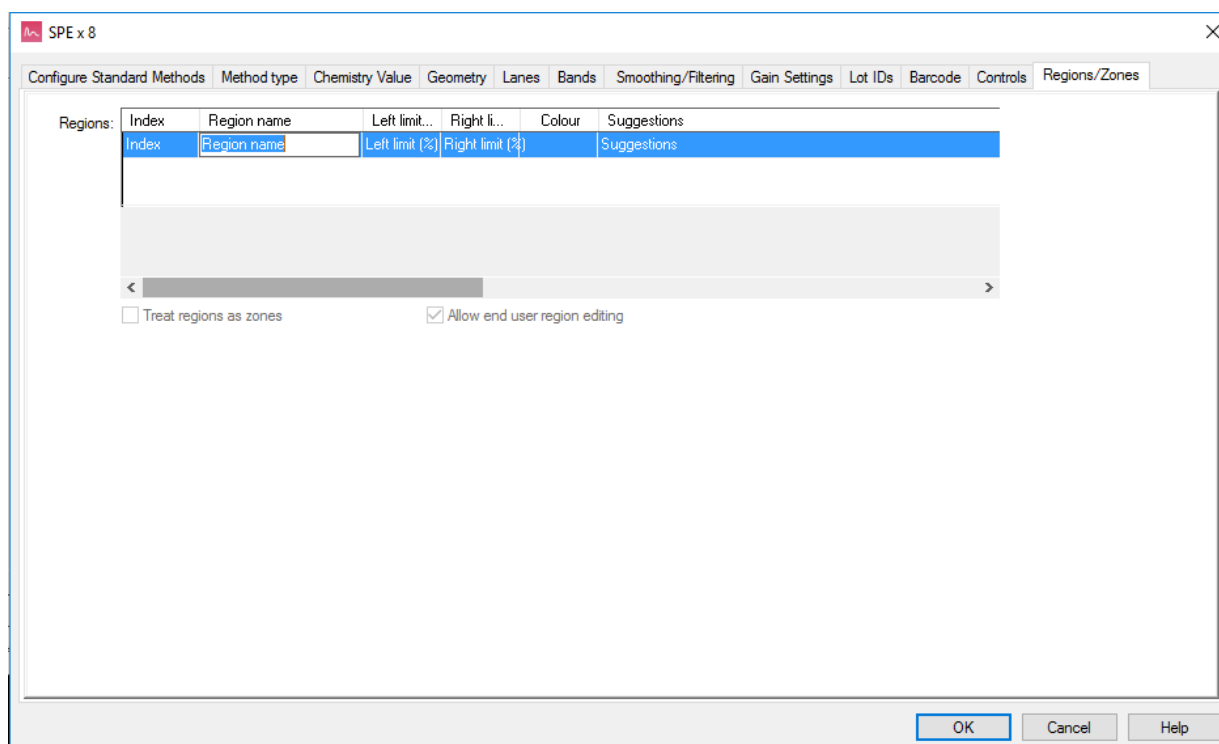 SPE x 8
Configure Standard Methods Method type Chemistry Value Geometry Lanes Bands Smoothing/Filtering Gain Settings Lot IDs Barcode Controls Regions/Zones
Regions: Index Region name Left limit... Right li... Colour Suggestions
Index Region name Left limit (%) Right limit (%) Suggestions
Treat regions as zones Allow end user region editing
OK Cancel Help